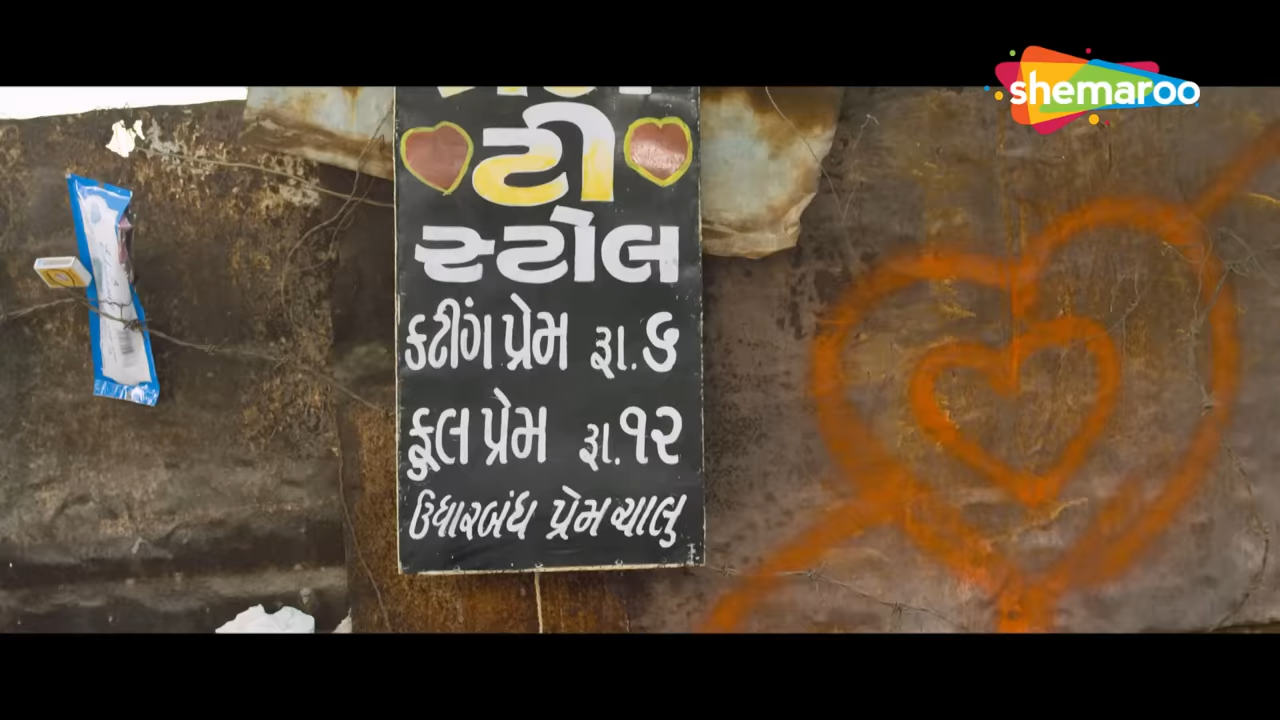 shemaroo
ટી
સ્ટોલ
કટીંગ પ્રેમ રૂા. ૬
ફુલ પ્રેમ રૂા. ૧૨
ઉધારબંધ પ્રેમ ચાલુ